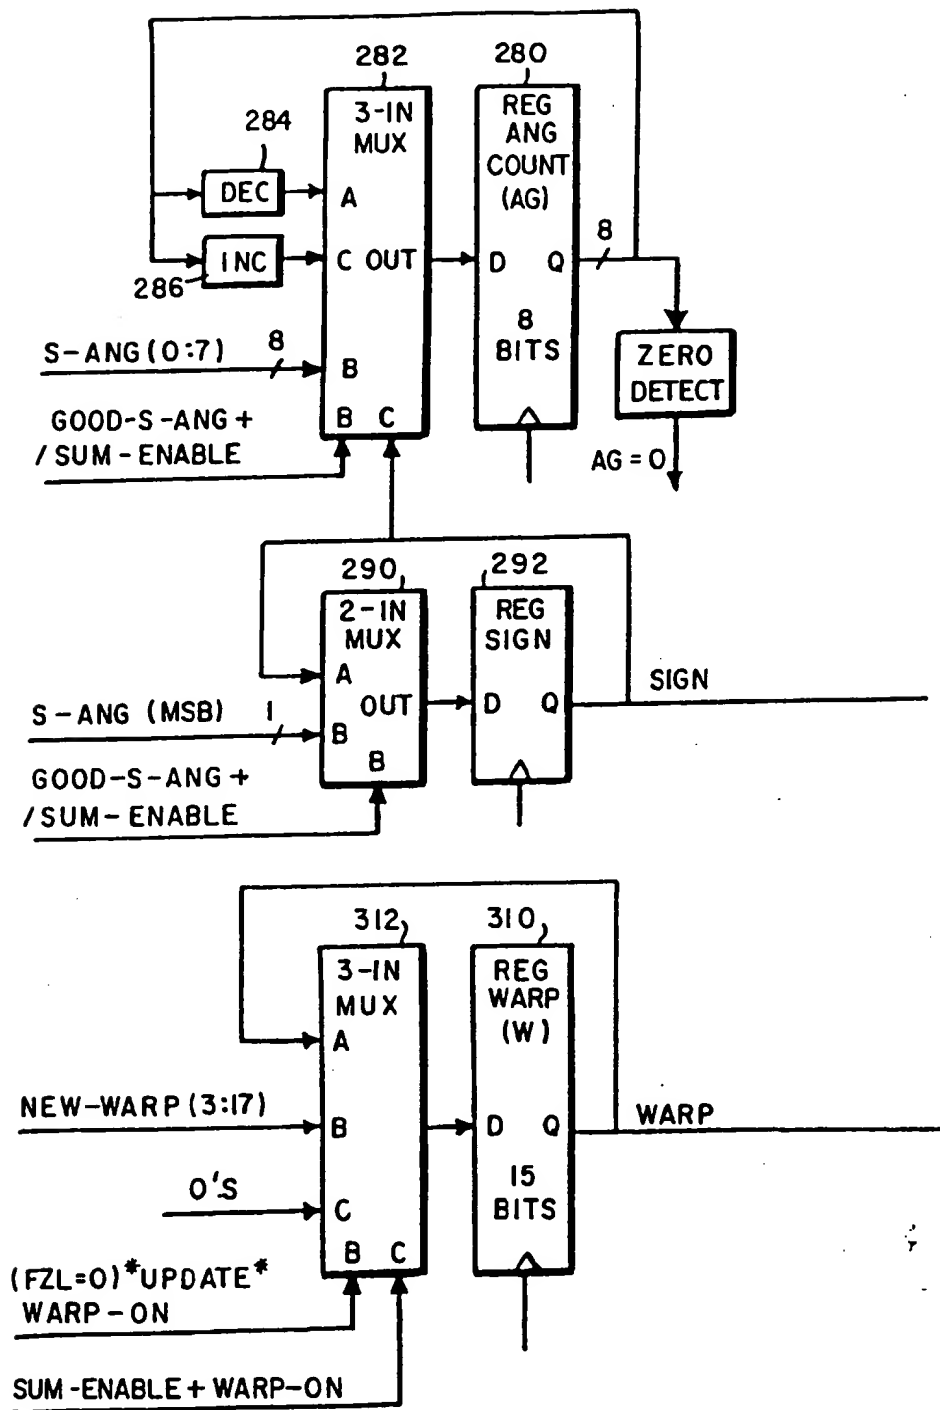 282
280
3-IN
MUX
REG
ANG
COUNT
(AG)
284
DEC
A
8
INC
C OUT
D Q
286
8
BITS
S-ANG (0:7) 8
B
ZERO
DETECT
B C
GOOD-S-ANG+
/SUM-ENABLE
AG=0
290
292
2-IN
MUX
REG
SIGN
A
SIGN
OUT
D Q
S-ANG (MSB) 1
B
B
GOOD-S-ANG+
/SUM-ENABLE
312
310
3-IN
MUX
REG
WARP
(W)
A
NEW-WARP (3:17)
B
D Q
WARP
15
BITS
0'S
C
B C
(FZL=0)*UPDATE*
WARP-ON
SUM-ENABLE+WARP-ON